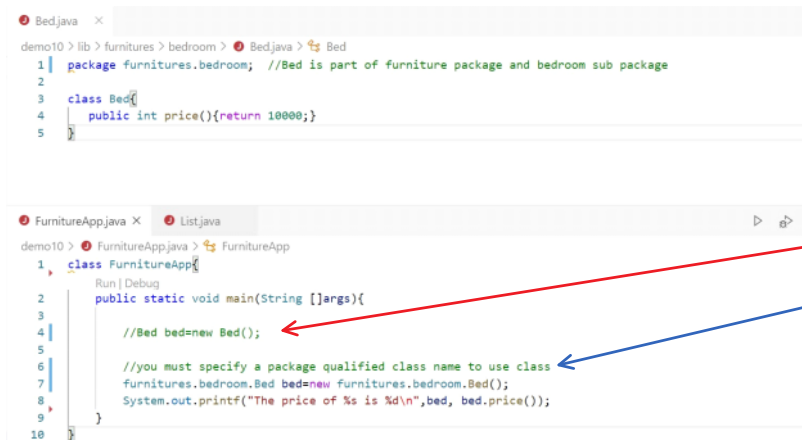 Bed.java ×
demo10 > lib > furnitures > bedroom > Bed.java > Bed
1 package furnitures.bedroom; //Bed is part of furniture package and bedroom sub package
2
3 class Bed{
4 public int price(){return 10000;}
5 }
FurnitureApp.java × List.java
demo10 > FurnitureApp.java > FurnitureApp
1 class FurnitureApp{
Run | Debug
2 public static void main(String []args){
3
4 //Bed bed=new Bed();
5
6 //you must specify a package qualified class name to use class
7 furnitures.bedroom.Bed bed=new furnitures.bedroom.Bed();
8 System.out.printf("The price of %s is %d\n",bed, bed.price());
9 }
10 }